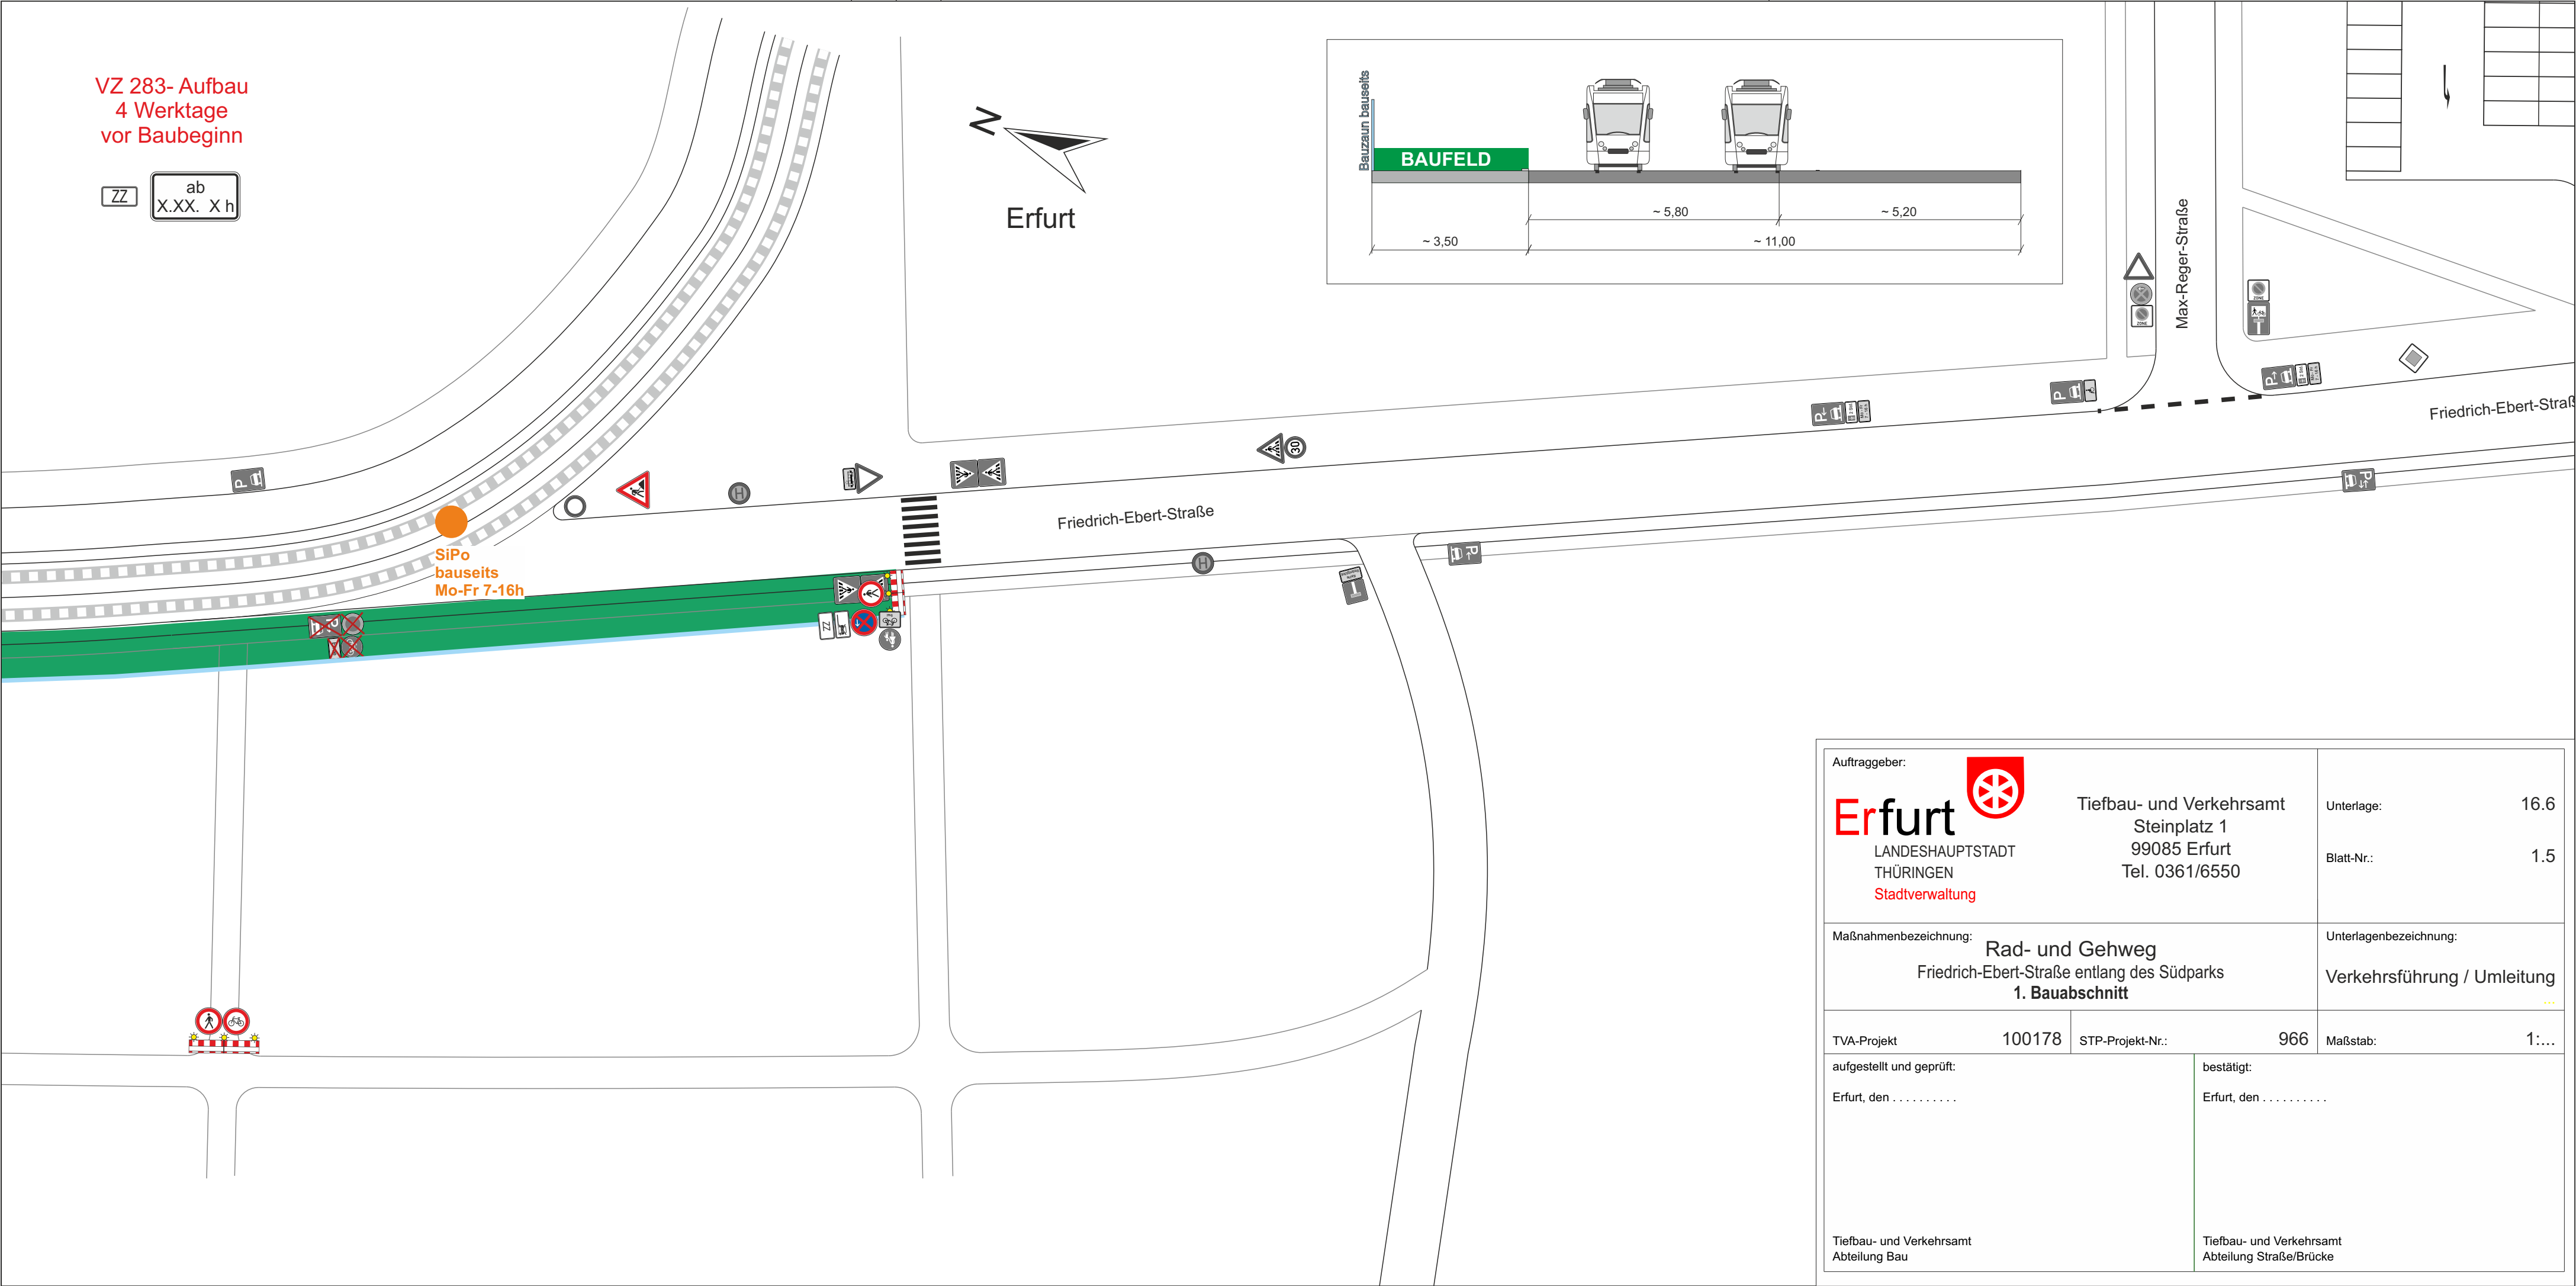 VZ 283- Aufbau
4 Werktage
vor Baubeginn
ZZ
ab
X.XX. X h
N
Erfurt
Bauzaun bauseits
BAUFELD
~ 5,80
~ 5,20
~ 3,50
~ 11,00
Max-Reger-Straße
ZONE
ZONE
P
P
P
P
Friedrich-Ebert-Straß
30
H
Friedrich-Ebert-Straße
H
P
P
SiPo
bauseits
Mo-Fr 7-16h
ZZ
Auftraggeber:
Erfurt
LANDESHAUPTSTADT
THÜRINGEN
Stadtverwaltung
Tiefbau- und Verkehrsamt
Steinplatz 1
99085 Erfurt
Tel. 0361/6550
Unterlage: 16.6
Blatt-Nr.: 1.5
Maßnahmenbezeichnung:
Rad- und Gehweg
Friedrich-Ebert-Straße entlang des Südparks
1. Bauabschnitt
Unterlagenbezeichnung:
Verkehrsführung / Umleitung
...
TVA-Projekt 100178
STP-Projekt-Nr.: 966
Maßstab: 1:...
aufgestellt und geprüft:
Erfurt, den . . . . . . . . . .
Tiefbau- und Verkehrsamt
Abteilung Bau
bestätigt:
Erfurt, den . . . . . . . . . .
Tiefbau- und Verkehrsamt
Abteilung Straße/Brücke